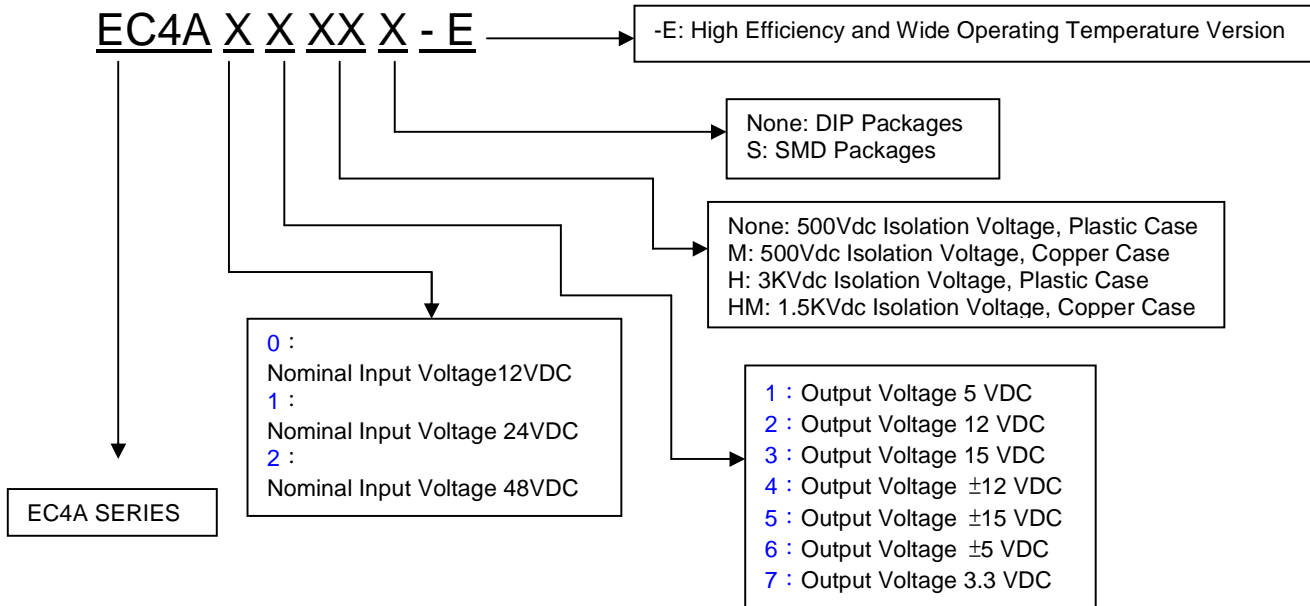 EC4A X X XX X - E
-E: High Efficiency and Wide Operating Temperature Version
None: DIP Packages
S: SMD Packages
None: 500Vdc Isolation Voltage, Plastic Case
M: 500Vdc Isolation Voltage, Copper Case
H: 3KVdc Isolation Voltage, Plastic Case
HM: 1.5KVdc Isolation Voltage, Copper Case
0：
Nominal Input Voltage12VDC
1：
Nominal Input Voltage 24VDC
2：
Nominal Input Voltage 48VDC
1：Output Voltage 5 VDC
2：Output Voltage 12 VDC
3：Output Voltage 15 VDC
4：Output Voltage ±12 VDC
5：Output Voltage ±15 VDC
6：Output Voltage ±5 VDC
7：Output Voltage 3.3 VDC
EC4A SERIES